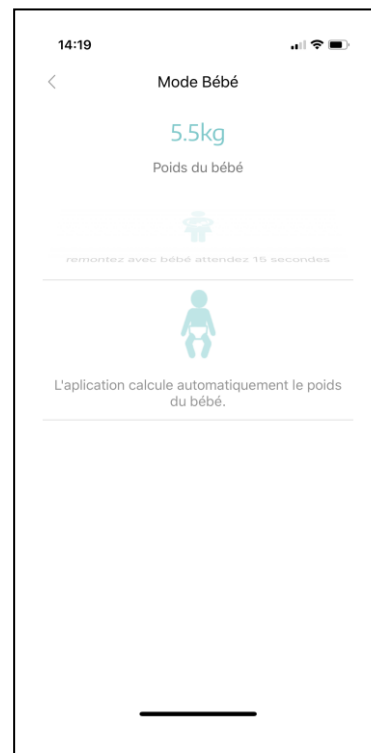 14:19
Mode Bébé
5.5kg
Poids du bébé
remontez avec bébé attendez 15 secondes
L'aplication calcule automatiquement le poids
du bébé.